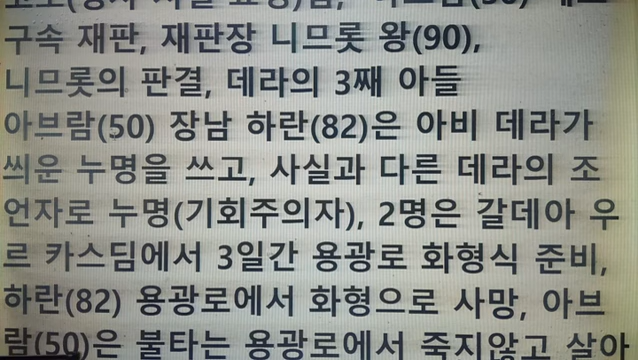 구속 재판, 재판장 니므롯 왕(90),
니므롯의 판결, 데라의 3째 아들
아브람(50) 장남 하란(82)은 아비 데라가
씌운 누명을 쓰고, 사실과 다른 데라의 조
언자로 누명(기회주의자), 2명은 갈데아 우
르 카스딤에서 3일간 용광로 화형식 준비,
하란(82) 용광로에서 화형으로 사망, 아브
람(50)은 불타는 용광로에서 죽지않고 살아